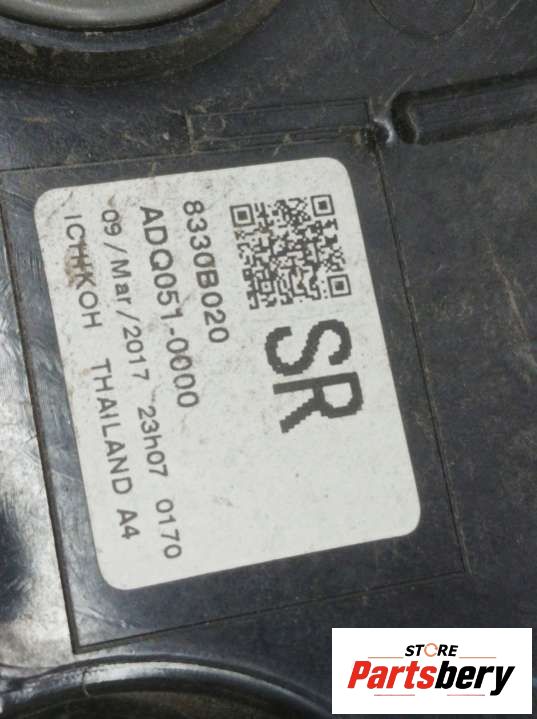 8330B020
ADQ051-0000
09/Mar/2017 23h07 0170
ICHIKOH THAILAND A4
SR
STORE
Partsbery